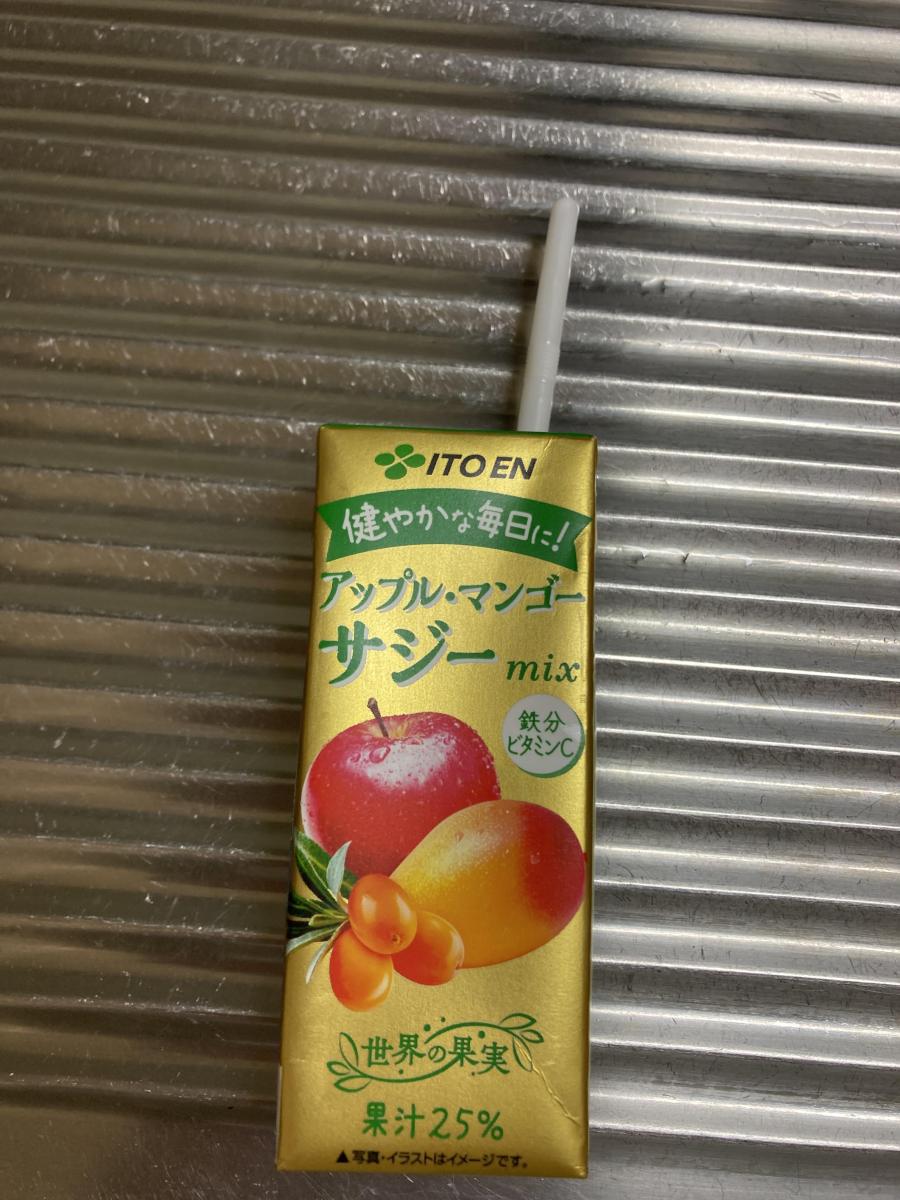 ITO EN
健やかな毎日に!
アップル・マンゴー
サジー mix
鉄分
ビタミンC
世界の果実
果汁25%
▲写真・イラストはイメージです。